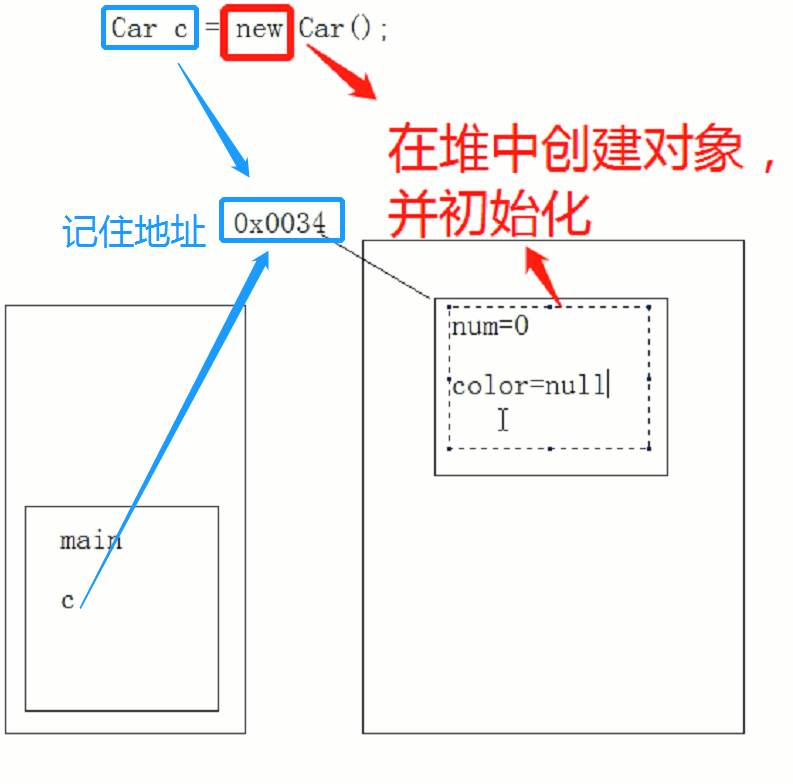 Car c = new Car();
在堆中创建对象，
并初始化
记住地址 0x0034
num=0
color=null
main
c